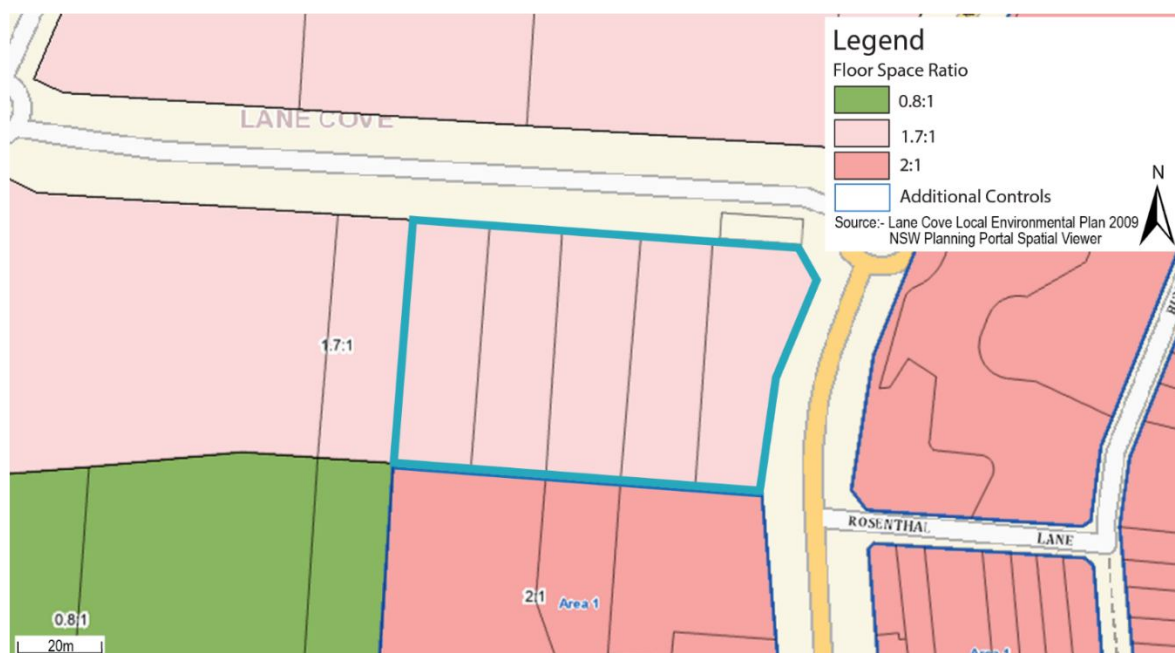 Legend
Floor Space Ratio
0.8:1
1.7:1
2:1
Additional Controls
Source:- Lane Cove Local Environmental Plan 2009
NSW Planning Portal Spatial Viewer
N
LANE COVE
1.7:1
ROSENTHAL LANE
2:1 Area 1
0.8:1
20m
Area 1